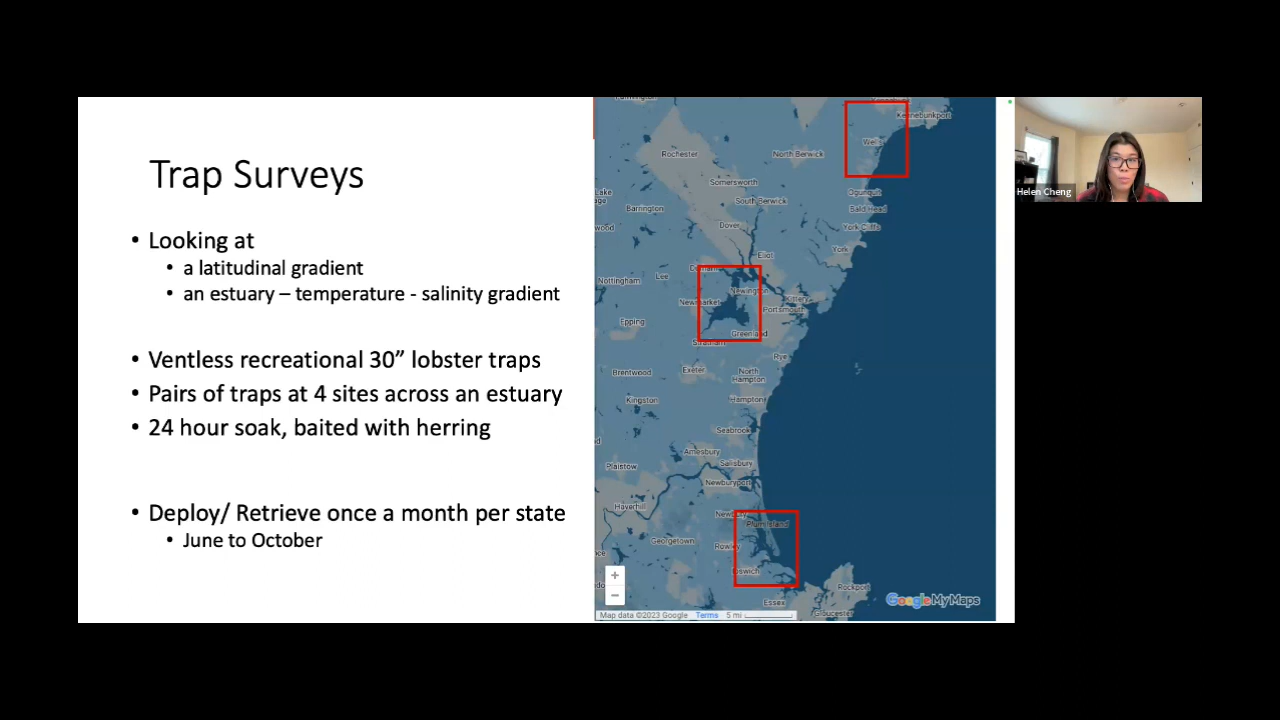 Trap Surveys
• Looking at
• a latitudinal gradient
• an estuary – temperature - salinity gradient
• Ventless recreational 30” lobster traps
• Pairs of traps at 4 sites across an estuary
• 24 hour soak, baited with herring
• Deploy/ Retrieve once a month per state
• June to October
Kennebunkport
Wells
Rochester
North Berwick
Somersworth
Lake
Ogunquit
South Berwick
Barrington
Bald Head
Dover
York Cliffs
York
Eliot
Lee
Nottingham
Newington
Newmarket
Portsmouth
Epping
Greenland
Stratham
Rye
Brentwood
Exeter
North
Hampton
Kingston
Hampton
Seabrook
Amesbury
Salisbury
Plaistow
Newburyport
Haverhill
Newbury
Plum Island
Georgetown
Rowley
Ipswich
Rockport
Essex
Gloucester
+
−
Google My Maps
Map data ©2023 Google Terms 5 mi
Helen Cheng